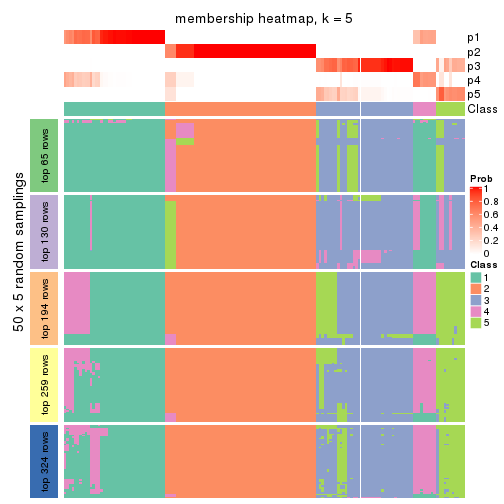 membership heatmap, k = 5
p1
p2
p3
p4
p5
Class
50 x 5 random samplings
top 65 rows
top 130 rows
top 194 rows
top 259 rows
top 324 rows
Prob
1
0.8
0.6
0.4
0.2
0
Class
1
2
3
4
5